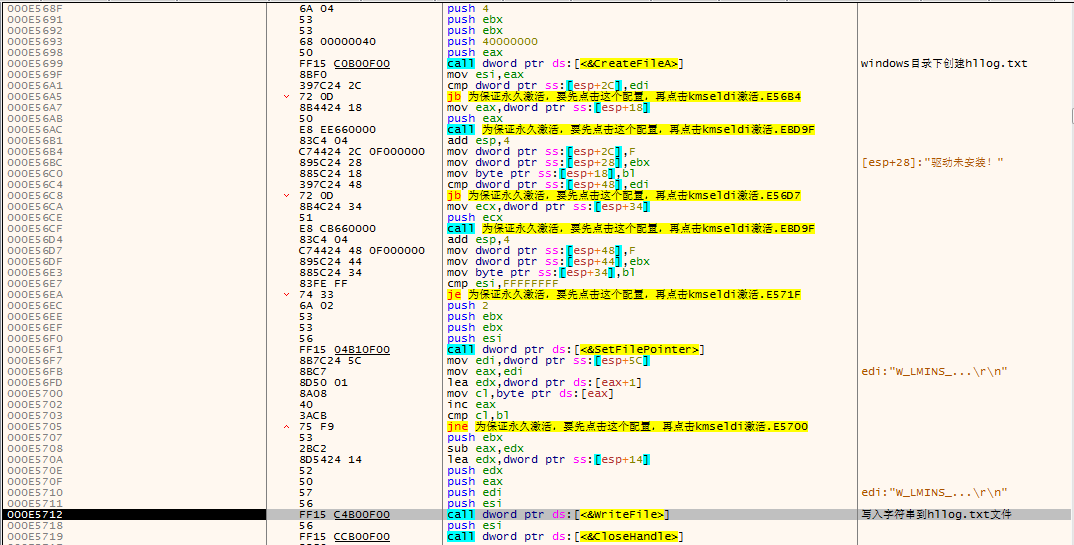 000E568F 6A 04 push 4
000E5691 53 push ebx
000E5692 53 push ebx
000E5693 68 00000040 push 40000000
000E5698 50 push eax
000E5699 FF15 C0B00F00 call dword ptr ds:[<&CreateFileA>] windows目录下创建hllog.txt
000E569F 8BF0 mov esi,eax
000E56A1 397C24 2C cmp dword ptr ss:[esp+2C],edi
000E56A5 72 0D jb 为保证永久激活，要先点击这个配置，再点击kmseldi激活.E56B4
000E56A7 8B4424 18 mov eax,dword ptr ss:[esp+18]
000E56AB 50 push eax
000E56AC E8 EE660000 call 为保证永久激活，要先点击这个配置，再点击kmseldi激活.EBD9F
000E56B1 83C4 04 add esp,4
000E56B4 C74424 2C 0F000000 mov dword ptr ss:[esp+2C],F
000E56BC 895C24 28 mov dword ptr ss:[esp+28],ebx [esp+28]:"驱动未安装！"
000E56C0 885C24 18 mov byte ptr ss:[esp+18],bl
000E56C4 397C24 48 cmp dword ptr ss:[esp+48],edi
000E56C8 72 0D jb 为保证永久激活，要先点击这个配置，再点击kmseldi激活.E56D7
000E56CA 8B4C24 34 mov ecx,dword ptr ss:[esp+34]
000E56CE 51 push ecx
000E56CF E8 CB660000 call 为保证永久激活，要先点击这个配置，再点击kmseldi激活.EBD9F
000E56D4 83C4 04 add esp,4
000E56D7 C74424 48 0F000000 mov dword ptr ss:[esp+48],F
000E56DF 895C24 44 mov dword ptr ss:[esp+44],ebx
000E56E3 885C24 34 mov byte ptr ss:[esp+34],bl
000E56E7 83FE FF cmp esi,FFFFFFFF
000E56EA 74 33 je 为保证永久激活，要先点击这个配置，再点击kmseldi激活.E571F
000E56EC 6A 02 push 2
000E56EE 53 push ebx
000E56EF 53 push ebx
000E56F0 56 push esi
000E56F1 FF15 04B10F00 call dword ptr ds:[<&SetFilePointer>]
000E56F7 8B7C24 5C mov edi,dword ptr ss:[esp+5C]
000E56FB 8BC7 mov eax,edi edi:"W_LMINS_...\r\n"
000E56FD 8D50 01 lea edx,dword ptr ds:[eax+1]
000E5700 8A08 mov cl,byte ptr ds:[eax]
000E5702 40 inc eax
000E5703 3ACB cmp cl,bl
000E5705 75 F9 jne 为保证永久激活，要先点击这个配置，再点击kmseldi激活.E5700
000E5707 53 push ebx
000E5708 2BC2 sub eax,edx
000E570A 8D5424 14 lea edx,dword ptr ss:[esp+14]
000E570E 52 push edx
000E570F 50 push eax
000E5710 57 push edi edi:"W_LMINS_...\r\n"
000E5711 56 push esi
000E5712 FF15 C4B00F00 call dword ptr ds:[<&WriteFile>] 写入字符串到hllog.txt文件
000E5718 56 push esi
000E5719 FF15 CCB00F00 call dword ptr ds:[<&CloseHandle>]